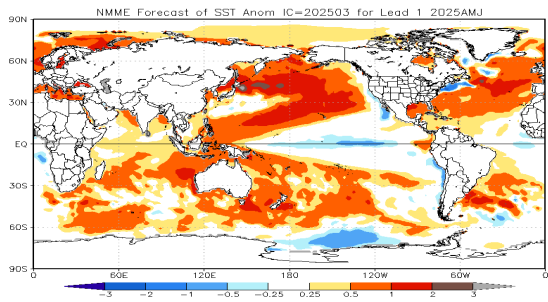 NMME Forecast of SST Anom IC=202503 for Lead 1 2025AMJ
90N
60N
30N
EQ
30S
60S
90S
0 60E 120E 180 120W 60W 0
-3 -2 -1 -0.5 -0.25 0.25 0.5 1 2 3